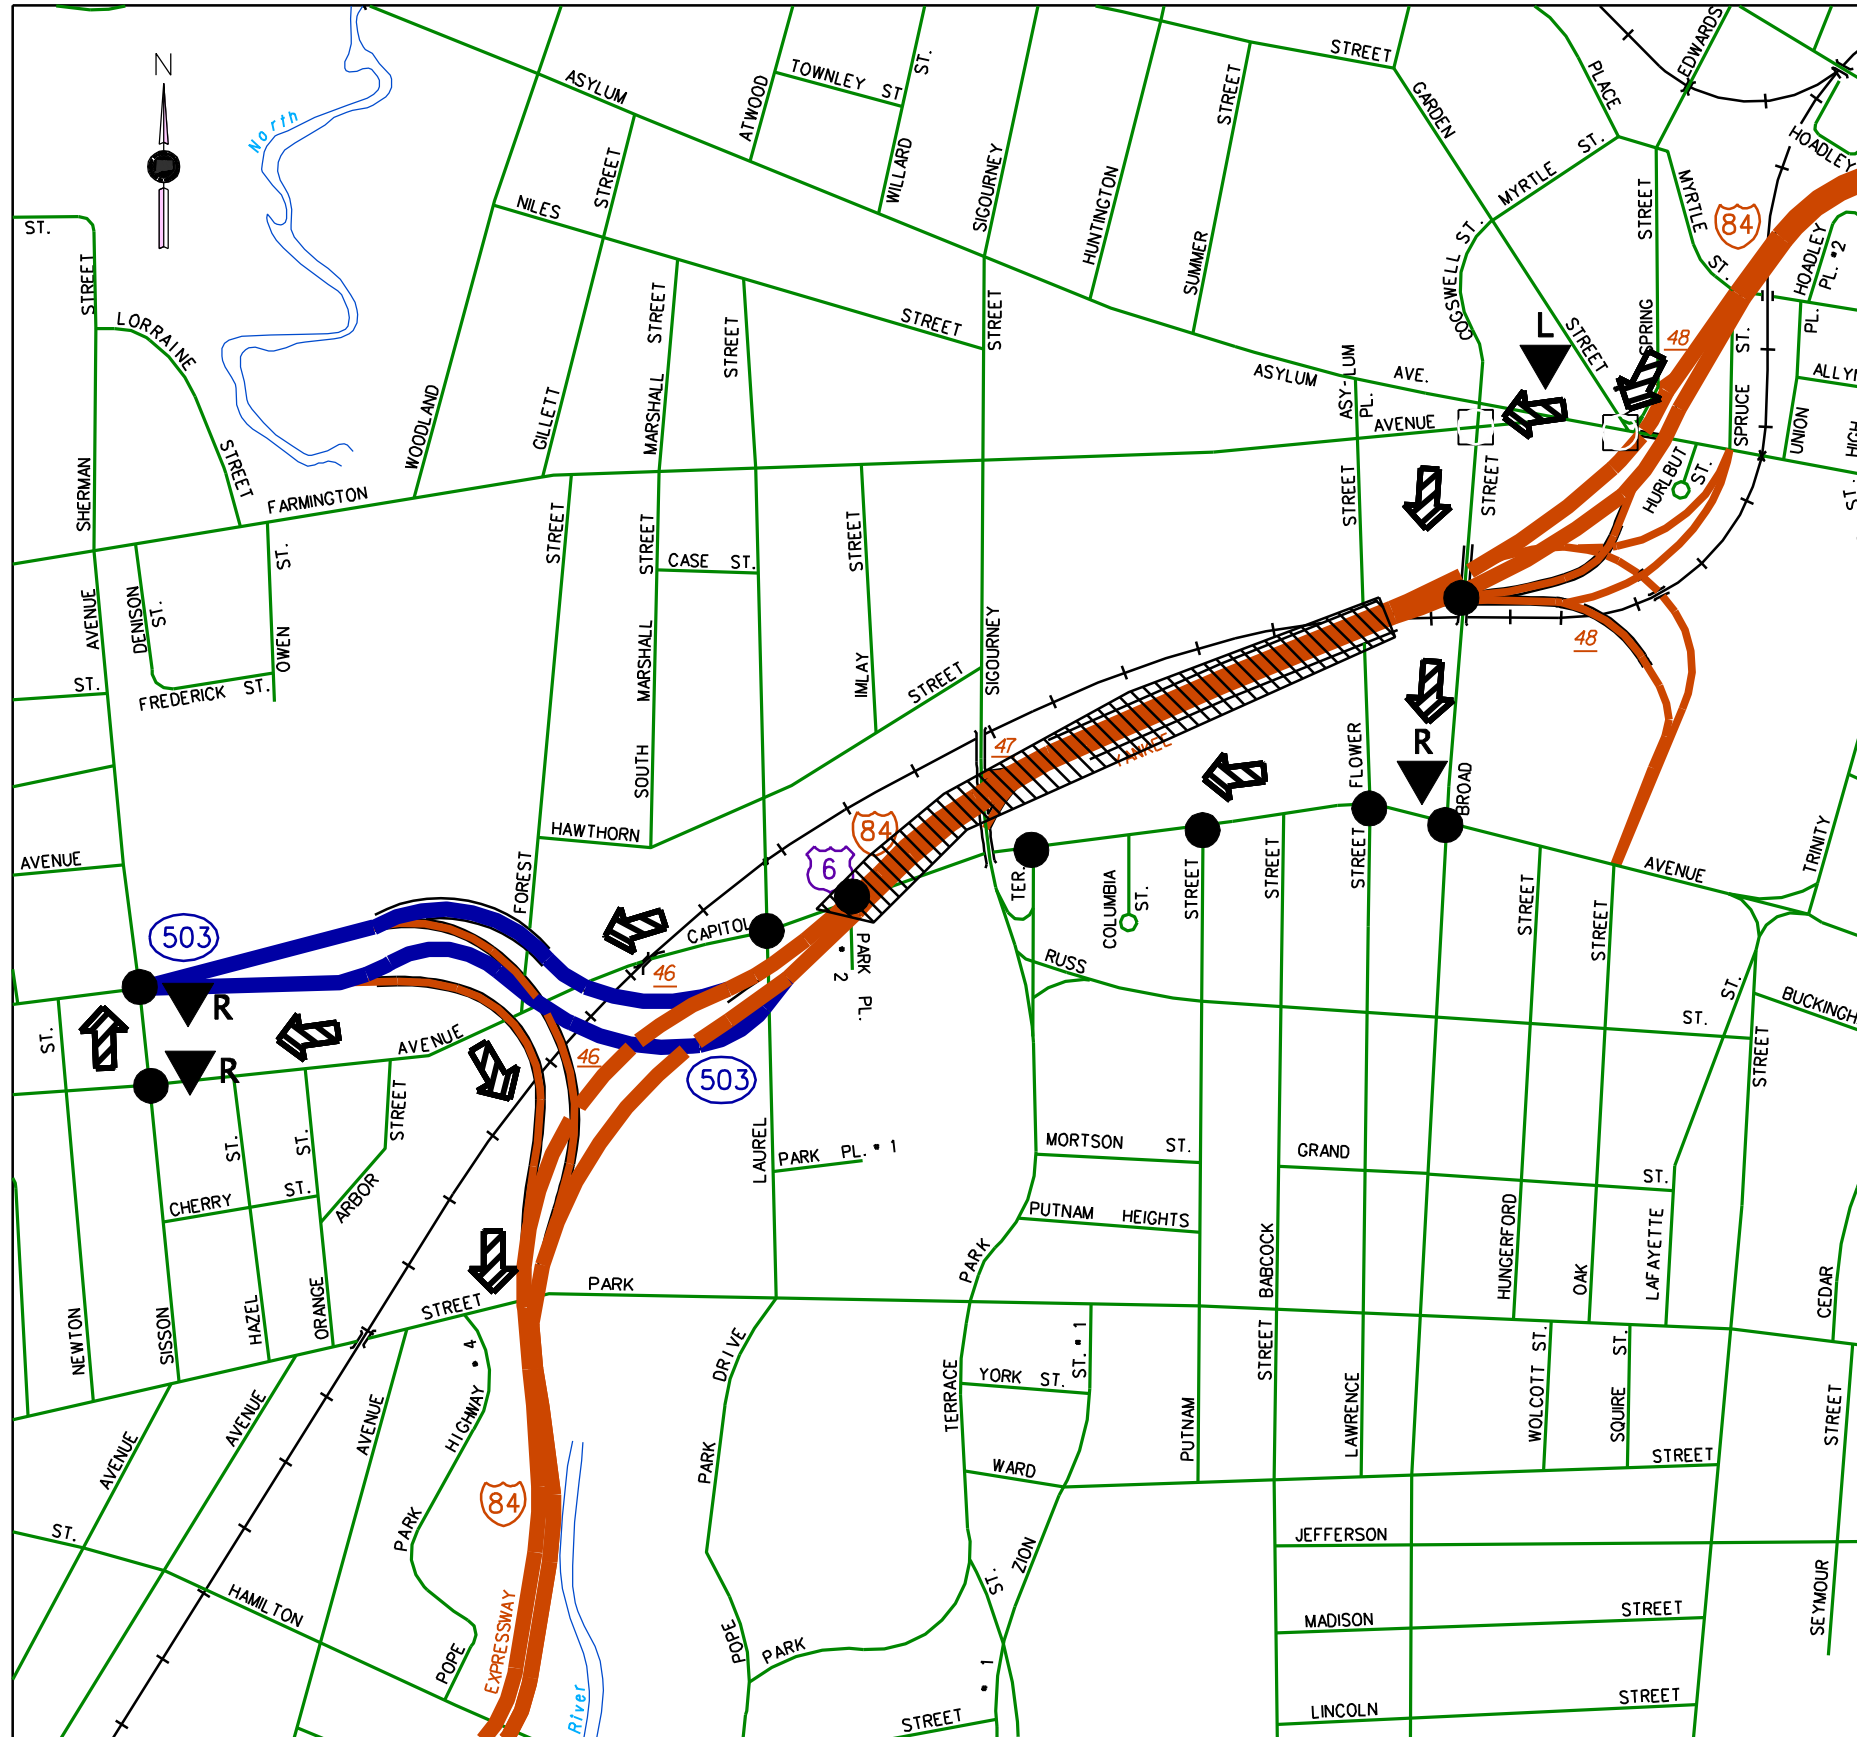 N
North
ASYLUM
ATWOOD
TOWNLEY ST
ST.
WILLARD
SIGOURNEY
HUNTINGTON
STREET
SUMMER
STREET
GARDEN
PLACE
EDWARDS
MYRTLE ST.
STREET
MYRTLE
ST.
HOADLEY
84
HOADLEY
PL. 2
COGSWELL ST.
STREET
SPRING
48
ST.
SPRUCE
PL.
UNION
HIGH
L
ST.
STREET
LORRAINE
STREET
SHERMAN
NILES
STREET
STREET
GILLETT
WOODLAND
MARSHALL STREET
STREET
STREET
ASYLUM
AVE.
ASY-LUM
PL.
AVENUE
FARMINGTON
STREET
STREET
CASE ST.
STREET
STREET
STREET
HURLBUT
ST.
ST.
AVENUE
DENISON
ST.
ST.
OWEN
FREDERICK ST.
ST.
MARSHALL
SOUTH
IMLAY
STREET
SIGOURNEY
48
47
YANKEE
FLOWER
R
BROAD
TRINITY
AVENUE
HAWTHORN
84
6
AVENUE
FOREST
503
CAPITOL
TER.
COLUMBIA
ST.
STREET
STREET
STREET
STREET
STREET
46
PARK
2
PL.
RUSS
ST.
ST.
BUCKINGH
STREET
R
R
AVENUE
46
503
ST.
STREET
ST.
ST.
CHERRY ST.
ARBOR
LAUREL
PARK PL. 1
MORTSON ST.
GRAND
ST.
PUTNAM HEIGHTS
PARK
BABCOCK
HUNGERFORD
OAK
LAFAYETTE
CEDAR
NEWTON
SISSON
HAZEL
ORANGE
STREET
PARK
HIGHWAY 4
DRIVE
TERRACE
YORK ST.
ST. 1
STREET
PUTNAM
LAWRENCE
WOLCOTT ST.
SQUIRE ST.
STREET
STREET
AVENUE
AVENUE
AVENUE
PARK
PARK
WARD
84
ST.
JEFFERSON
HAMILTON
ST.
ZION
SEYMOUR
MADISON
STREET
EXPRESSWAY
POPE
POPE
PARK
1
River
STREET
LINCOLN
STREET